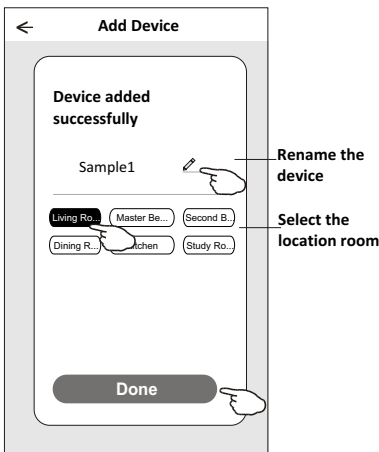 Add Device
Device added
successfully
Sample1
Rename the
device
Living Ro...
Master Be...
Second B...
Select the
location room
Dining R...
tchen
Study Ro...
Done